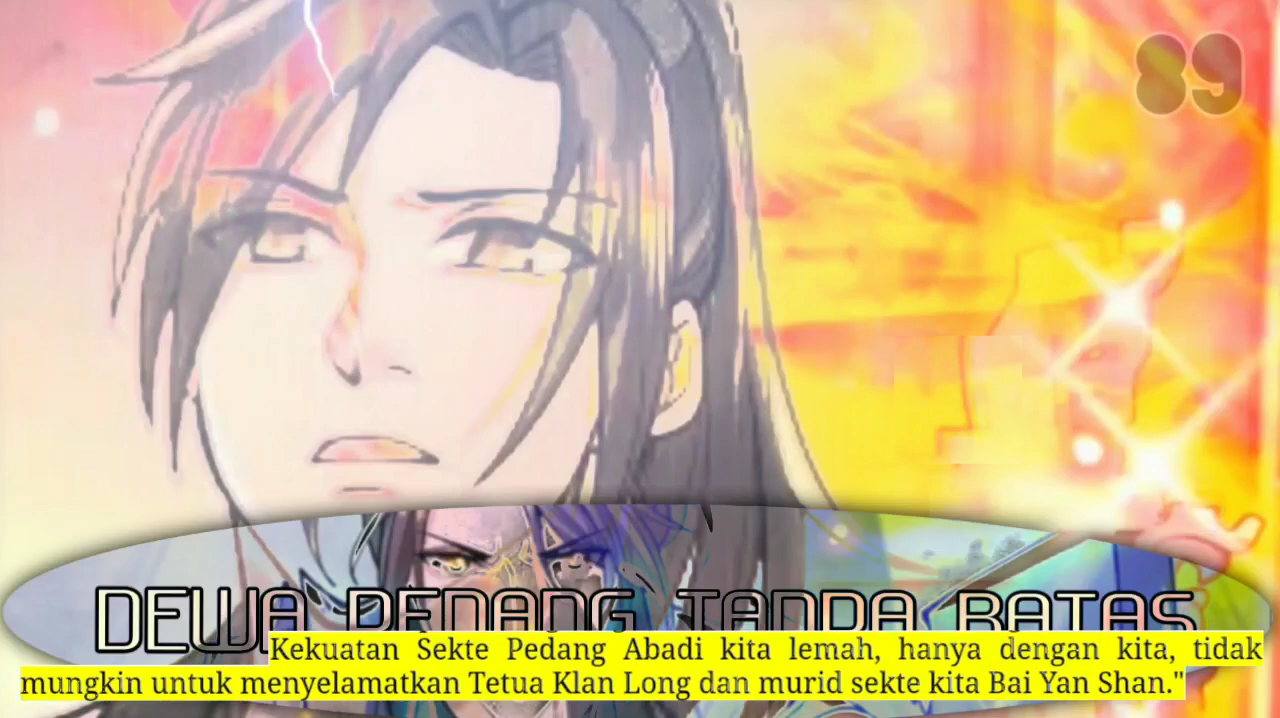 89
DEWA PEDANG TANPA BATAS
Kekuatan Sekte Pedang Abadi kita lemah, hanya dengan kita, tidak
mungkin untuk menyelamatkan Tetua Klan Long dan murid sekte kita Bai Yan Shan."